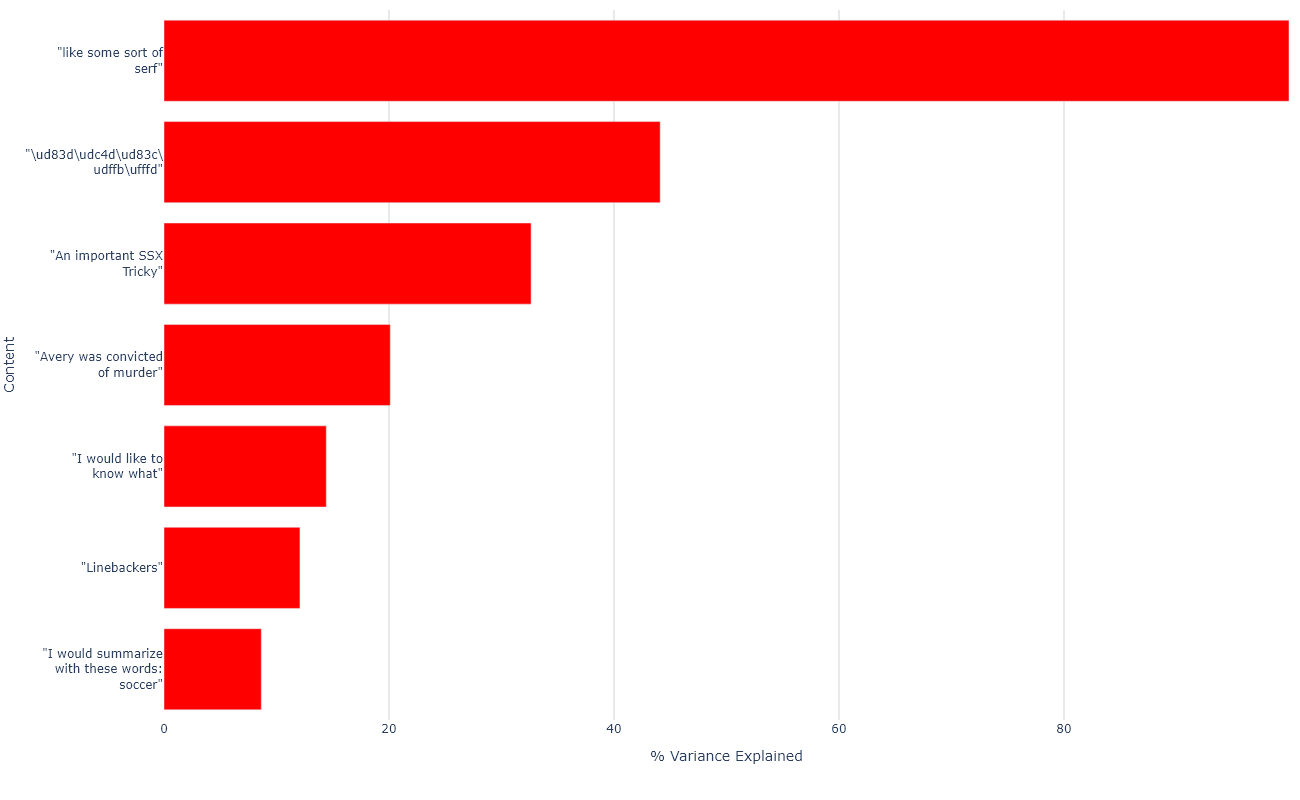 "like some sort of
serf"
"\ud83d\udc4d\ud83c\
udffb\ufffd"
"An important SSX
Tricky"
"Avery was convicted
of murder"
"I would like to
know what"
"Linebackers"
"I would summarize
with these words:
soccer"
Content
0 20 40 60 80
% Variance Explained